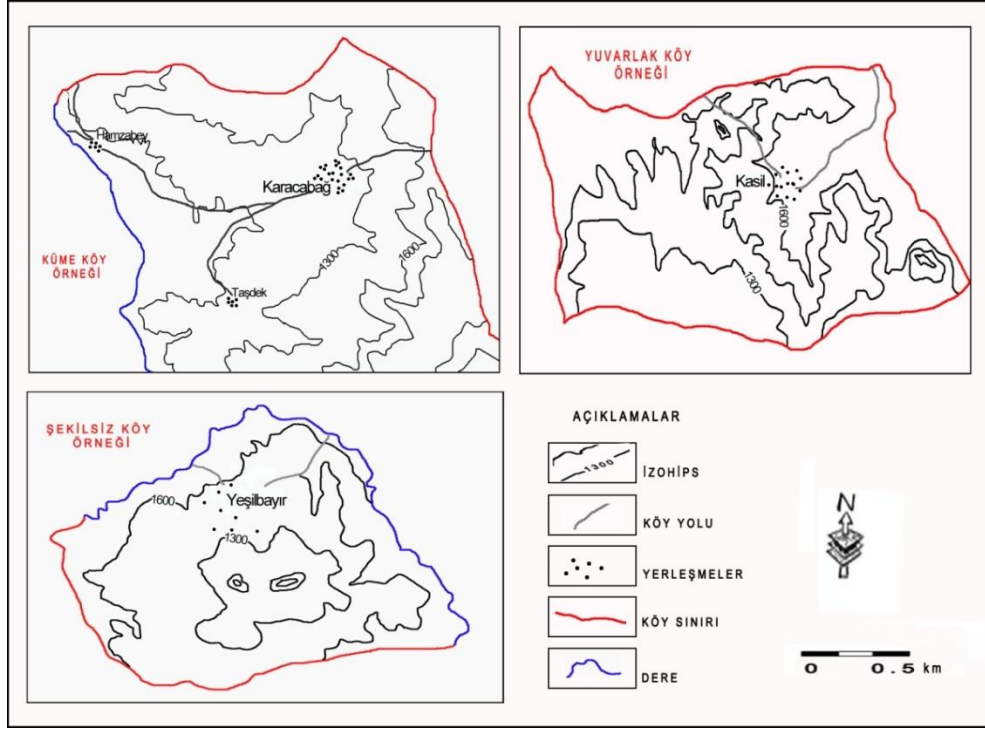 Hamzabey
Karacabağ
KÜME KÖY
ÖRNEĞİ
1300
1600
Taşdek
YUVARLAK KÖY
ÖRNEĞİ
Kasil
1600
1300
ŞEKİLSİZ KÖY
ÖRNEĞİ
1600
Yeşilbayır
1300
AÇIKLAMALAR
1300
İZOHİPS
KÖY YOLU
YERLEŞMELER
KÖY SINIRI
DERE
N
0 0.5 km